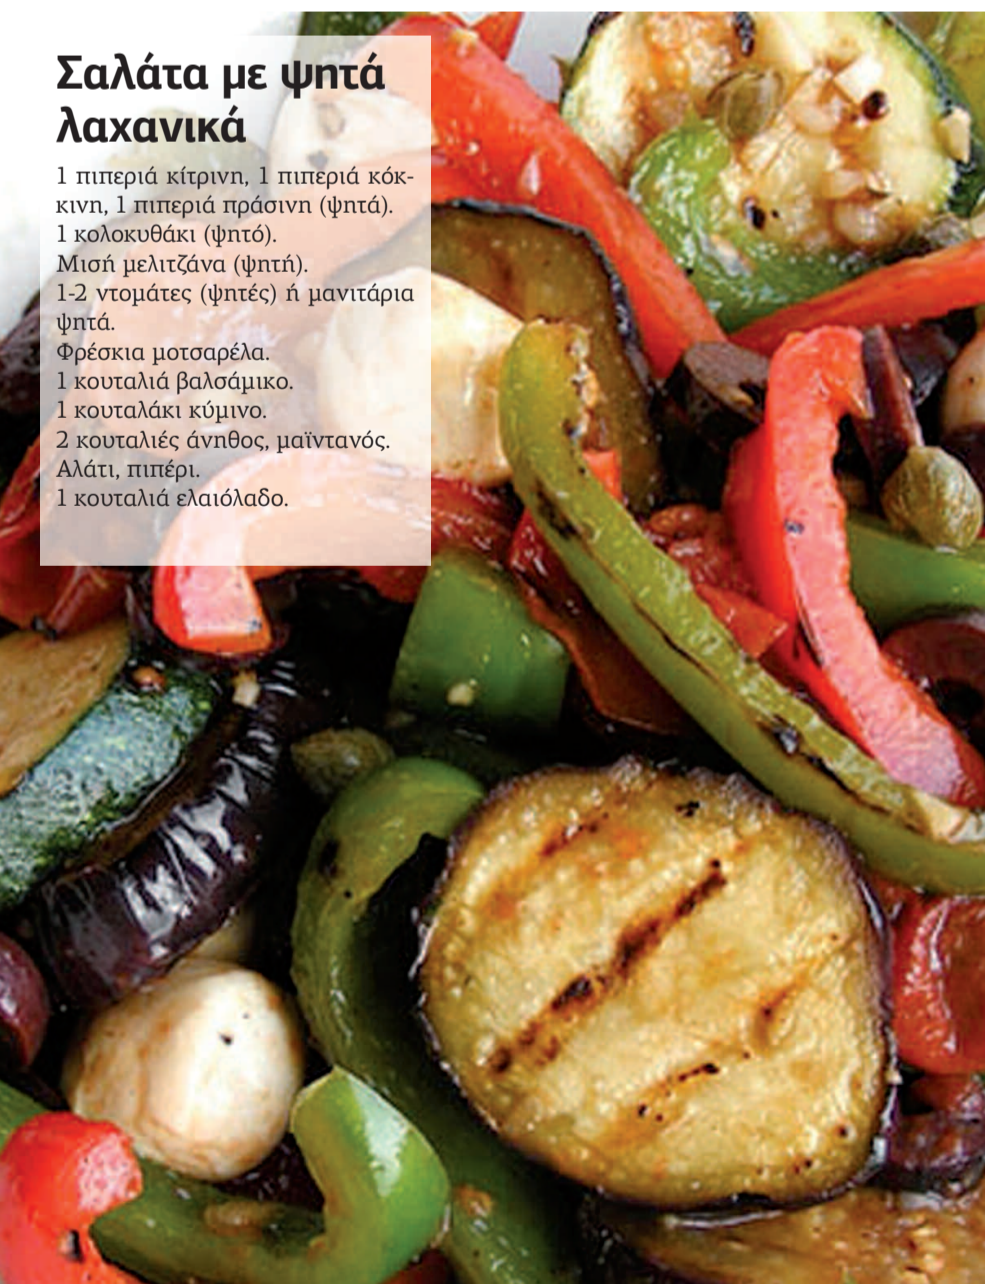 Σαλάτα με ψητά
λαχανικά
1 πιπεριά κίτρινη, 1 πιπεριά κόκ-
κινη, 1 πιπεριά πράσινη (ψητά).
1 κολοκυθάκι (ψητό).
Μισή μελιτζάνα (ψητή).
1-2 ντομάτες (ψητές) ή μανιτάρια
ψητά.
Φρέσκια μοτσαρέλα.
1 κουταλιά βαλσάμικο.
1 κουταλάκι κύμινο.
2 κουταλιές άνηθος, μαϊντανός.
Αλάτι, πιπέρι.
1 κουταλιά ελαιόλαδο.